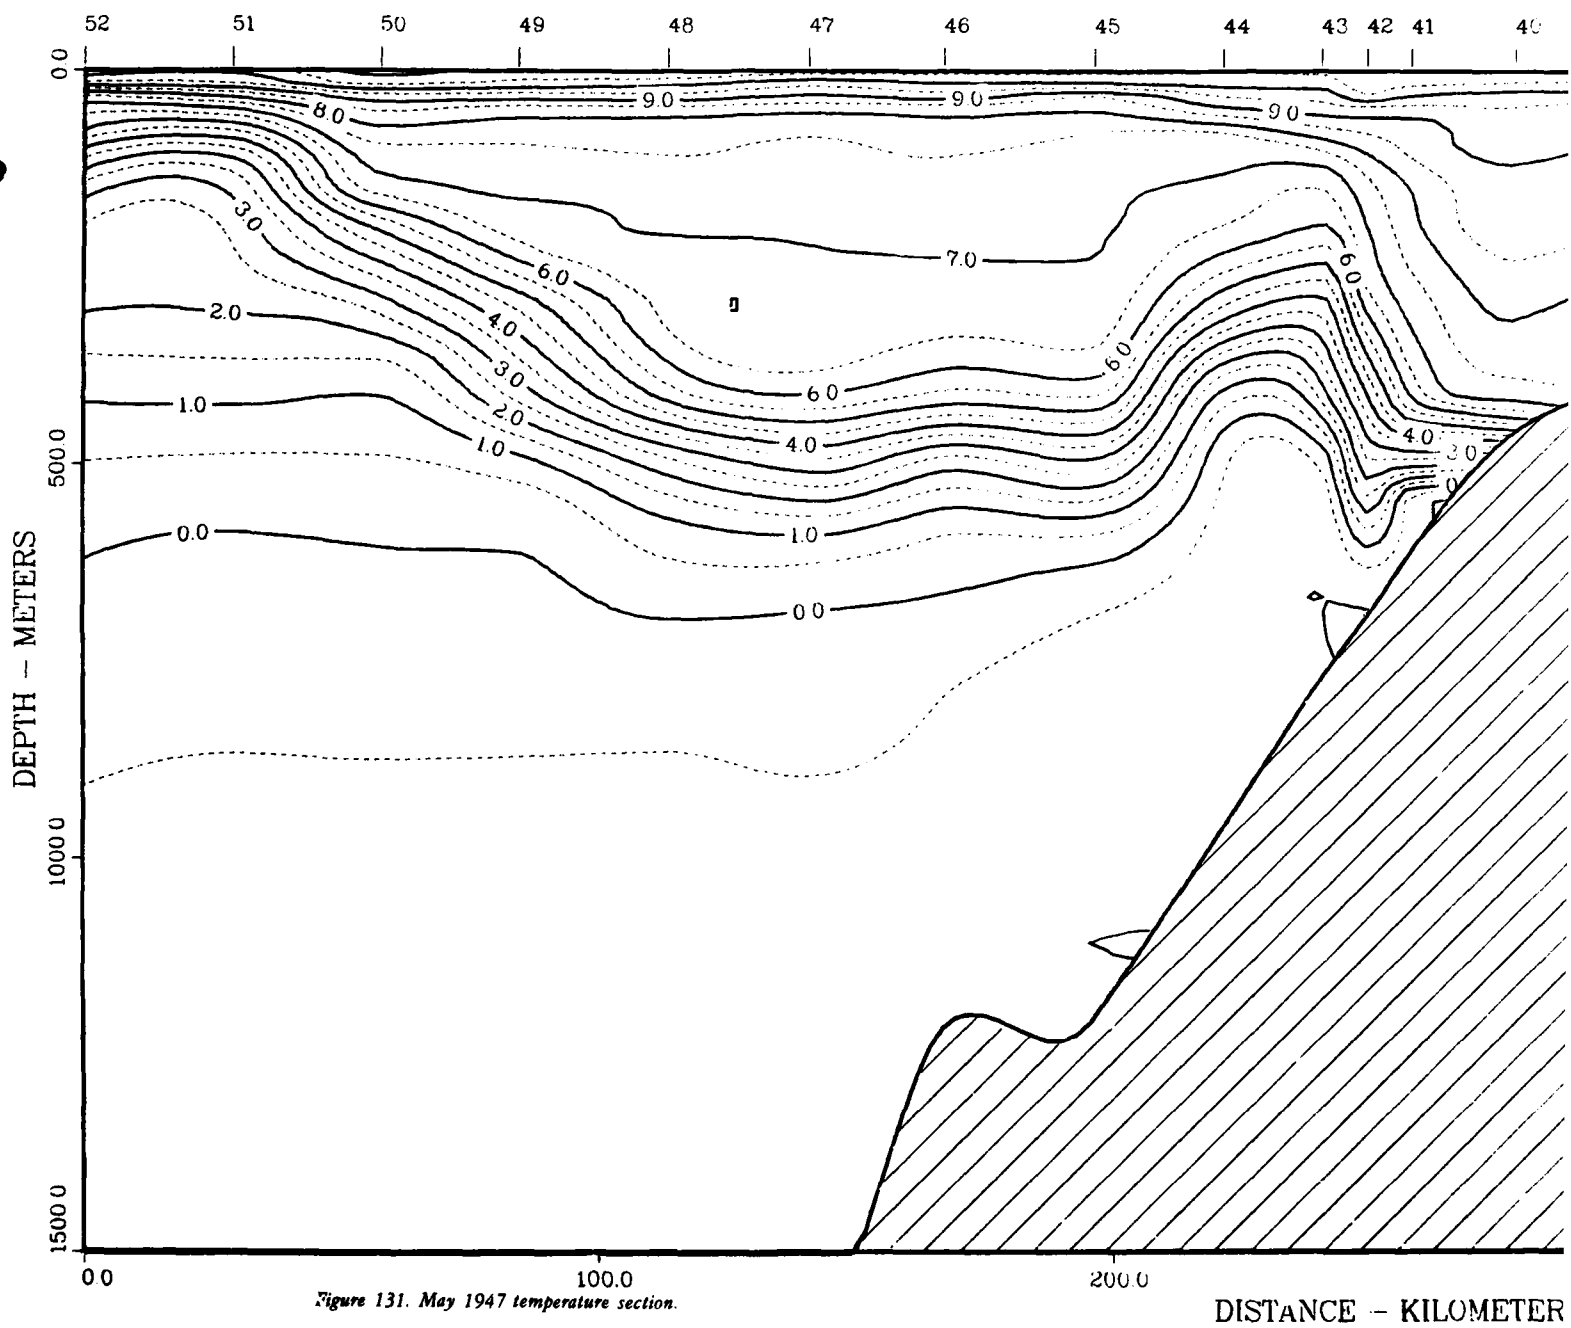 52 51 50 49 48 47 46 45 44 43 42 41 40
0.0
8.0 9.0 9.0 9.0
3.0 6.0 7.0 6.0
2.0 4.0
3.0 6.0 6.0
1.0 2.0
1.0 4.0 4.0 3.0
500.0
0
0.0 1.0
0.0
DEPTH – METERS
1000.0
1500.0
0.0 100.0 200.0
Figure 131. May 1947 temperature section.
DISTANCE – KILOMETER